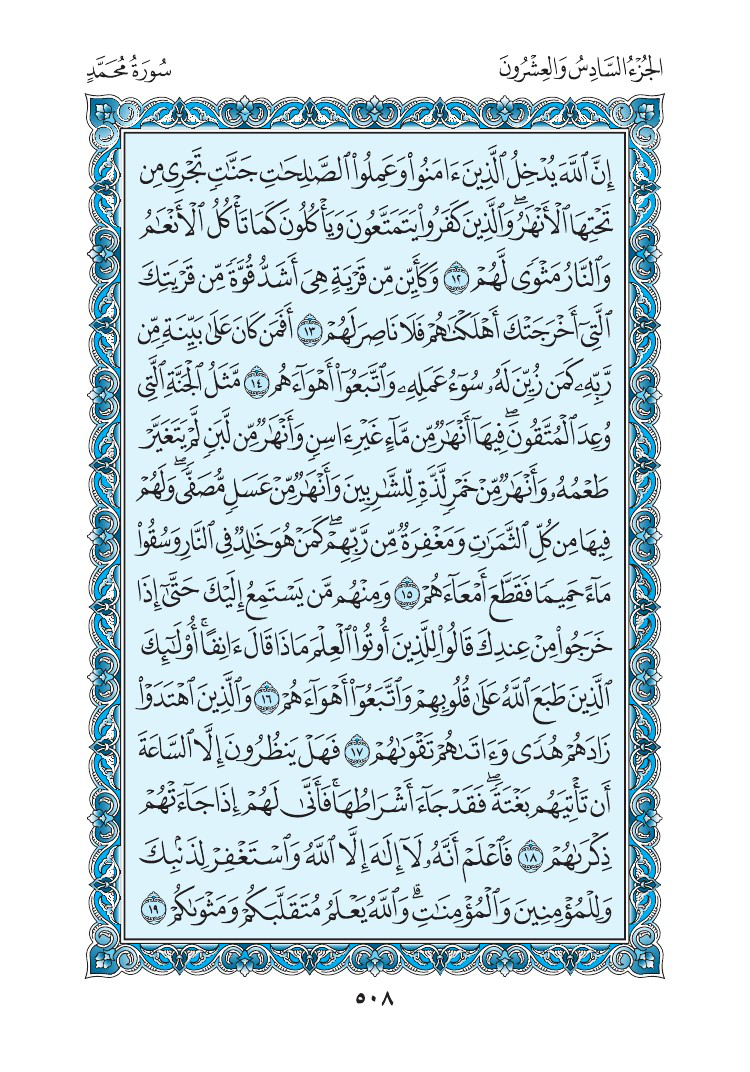 الجُزْءُ السَّادِسُ وَالعِشْرُونَ
سُورَةُ مُحَمَّدٍ
إِنَّ ٱللَّهَ يُدْخِلُ ٱلَّذِينَ ءَامَنُوا۟ وَعَمِلُوا۟ ٱلصَّٰلِحَٰتِ جَنَّٰتٍ تَجْرِى مِن
تَحْتِهَا ٱلْأَنْهَٰرُ ۖ وَٱلَّذِينَ كَفَرُوا۟ يَتَمَتَّعُونَ وَيَأْكُلُونَ كَمَا تَأْكُلُ ٱلْأَنْعَٰمُ
وَٱلنَّارُ مَثْوًى لَّهُمْ ١٢ وَكَأَيِّن مِّن قَرْيَةٍ هِىَ أَشَدُّ قُوَّةً مِّن قَرْيَتِكَ
ٱلَّتِىٓ أَخْرَجَتْكَ أَهْلَكْنَٰهُمْ فَلَا نَاصِرَ لَهُمْ ١٣ أَفَمَن كَانَ عَلَىٰ بَيِّنَةٍ مِّن
رَّبِّهِۦ كَمَن زُيِّنَ لَهُۥ سُوٓءُ عَمَلِهِۦ وَٱتَّبَعُوٓا۟ أَهْوَآءَهُم ١٤ مَّثَلُ ٱلْجَنَّةِ ٱلَّتِى
وُعِدَ ٱلْمُتَّقُونَ ۖ فِيهَآ أَنْهَٰرٌ مِّن مَّآءٍ غَيْرِ ءَاسِنٍ وَأَنْهَٰرٌ مِّن لَّبَنٍ لَّمْ يَتَغَيَّرْ
طَعْمُهُۥ وَأَنْهَٰرٌ مِّنْ خَمْرٍ لَّذَّةٍ لِّلشَّٰرِبِينَ وَأَنْهَٰرٌ مِّنْ عَسَلٍ مُّصَفًّى ۖ وَلَهُمْ
فِيهَا مِن كُلِّ ٱلثَّمَرَٰتِ وَمَغْفِرَةٌ مِّن رَّبِّهِمْ ۖ كَمَنْ هُوَ خَٰلِدٌ فِى ٱلنَّارِ وَسُقُوا۟
مَآءً حَمِيمًا فَقَطَّعَ أَمْعَآءَهُمْ ١٥ وَمِنْهُم مَّن يَسْتَمِعُ إِلَيْكَ حَتَّىٰٓ إِذَا
خَرَجُوا۟ مِنْ عِندِكَ قَالُوا۟ لِلَّذِينَ أُوتُوا۟ ٱلْعِلْمَ مَاذَا قَالَ ءَانِفًا ۚ أُو۟لَٰٓئِكَ
ٱلَّذِينَ طَبَعَ ٱللَّهُ عَلَىٰ قُلُوبِهِمْ وَٱتَّبَعُوٓا۟ أَهْوَآءَهُمْ ١٦ وَٱلَّذِينَ ٱهْتَدَوْا۟
زَادَهُمْ هُدًى وَءَاتَىٰهُمْ تَقْوَىٰهُمْ ١٧ فَهَلْ يَنظُرُونَ إِلَّا ٱلسَّاعَةَ
أَن تَأْتِيَهُم بَغْتَةً ۖ فَقَدْ جَآءَ أَشْرَاطُهَا ۚ فَأَنَّىٰ لَهُمْ إِذَا جَآءَتْهُمْ
ذِكْرَىٰهُمْ ١٨ فَٱعْلَمْ أَنَّهُۥ لَآ إِلَٰهَ إِلَّا ٱللَّهُ وَٱسْتَغْفِرْ لِذَنۢبِكَ
وَلِلْمُؤْمِنِينَ وَٱلْمُؤْمِنَٰتِ ۗ وَٱللَّهُ يَعْلَمُ مُتَقَلَّبَكُمْ وَمَثْوَىٰكُمْ ١٩
٥٠٨